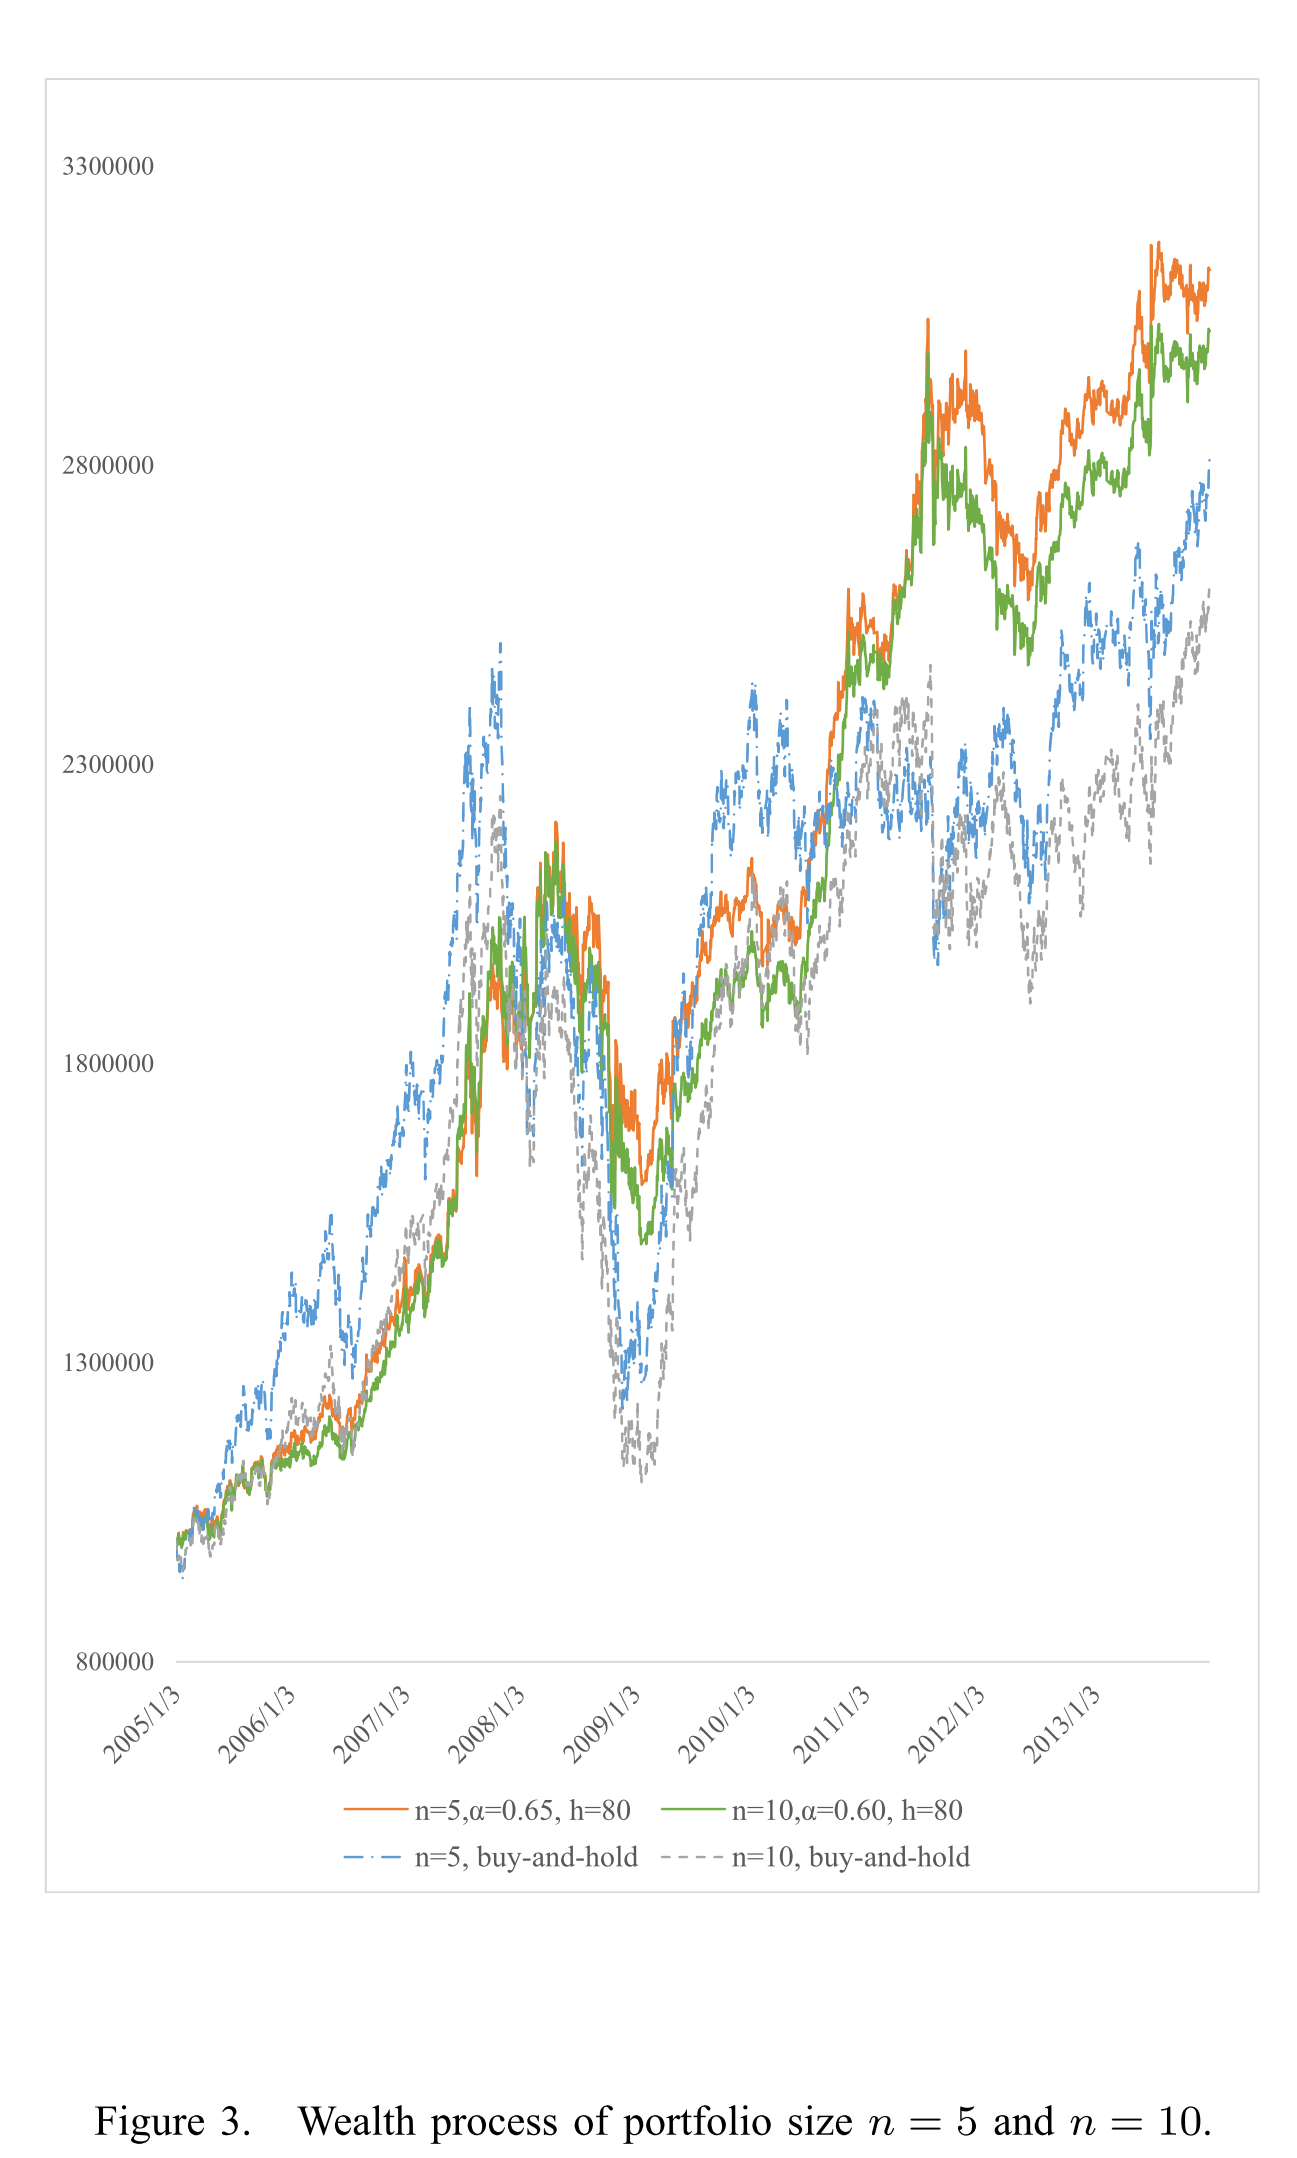 3300000
2800000
2300000
1800000
1300000
800000
2005/1/3 2006/1/3 2007/1/3 2008/1/3 2009/1/3 2010/1/3 2011/1/3 2012/1/3 2013/1/3
n=5,α=0.65, h=80 n=10,α=0.60, h=80
n=5, buy-and-hold n=10, buy-and-hold
Figure 3. Wealth process of portfolio size n = 5 and n = 10.